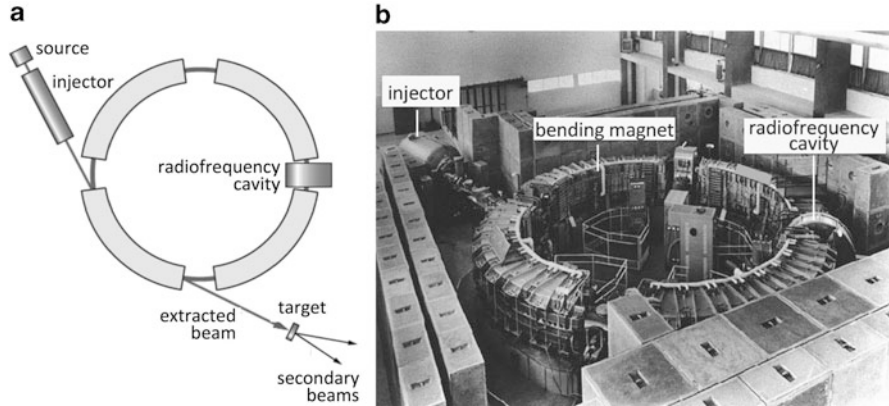 a
source
injector
radiofrequency
cavity
extracted
beam
target
secondary
beams
b
injector
bending magnet
radiofrequency
cavity